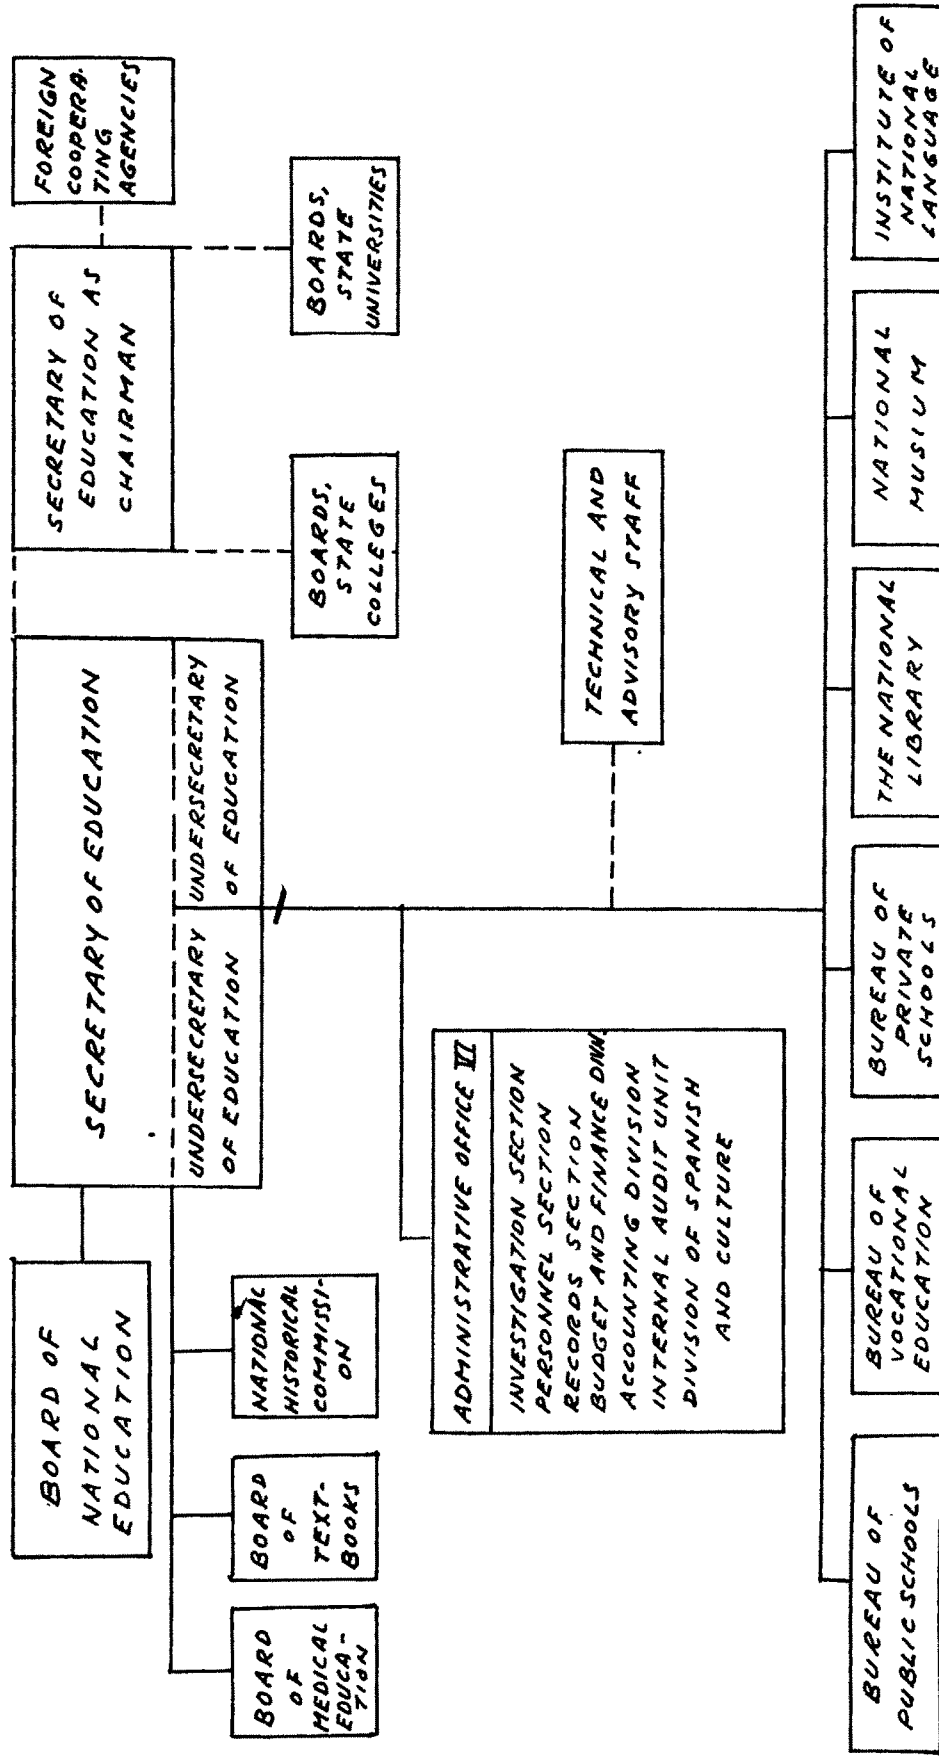 BOARD OF
NATIONAL
EDUCATION
SECRETARY OF EDUCATION
UNDERSECRETARY
OF EDUCATION
UNDERSECRETARY
OF EDUCATION
SECRETARY OF
EDUCATION AS
CHAIRMAN
FOREIGN
COOPERA-
TING
AGENCIES
BOARD
OF
MEDICAL
EDUCA-
TION
BOARD
OF
TEXT-
BOOKS
NATIONAL
HISTORICAL
COMMISSI-
ON
BOARDS,
STATE
COLLEGES
BOARDS,
STATE
UNIVERSITIES
ADMINISTRATIVE OFFICE VI
INVESTIGATION SECTION
PERSONNEL SECTION
RECORDS SECTION
BUDGET AND FINANCE
ACCOUNTING DIVISION
INTERNAL AUDIT UNIT
DIVISION OF SPANISH
AND CULTURE
TECHNICAL AND
ADVISORY STAFF
BUREAU OF
PUBLIC SCHOOLS
BUREAU OF
VOCATIONAL
EDUCATION
BUREAU OF
PRIVATE
SCHOOLS
THE NATIONAL
LIBRARY
NATIONAL
MUSIUM
INSTITUTE OF
NATIONAL
LANGUAGE